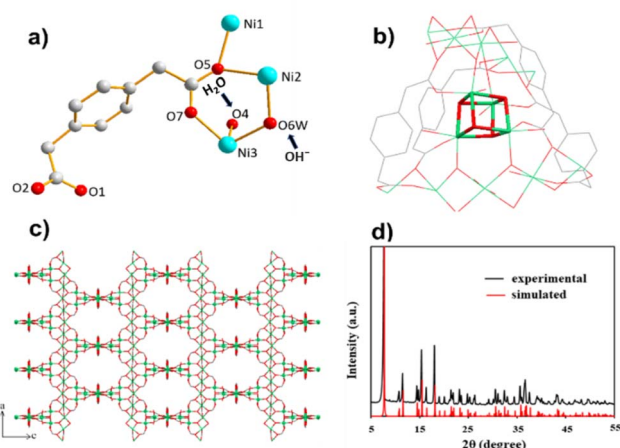 a)
Ni1
O5
H₂O
Ni2
O7
O4
O6W
Ni3
OH⁻
O2
O1
b)
c)
a
c
d)
experimental
simulated
Intensity (a.u.)
5 15 25 35 45 55
2θ (degree)